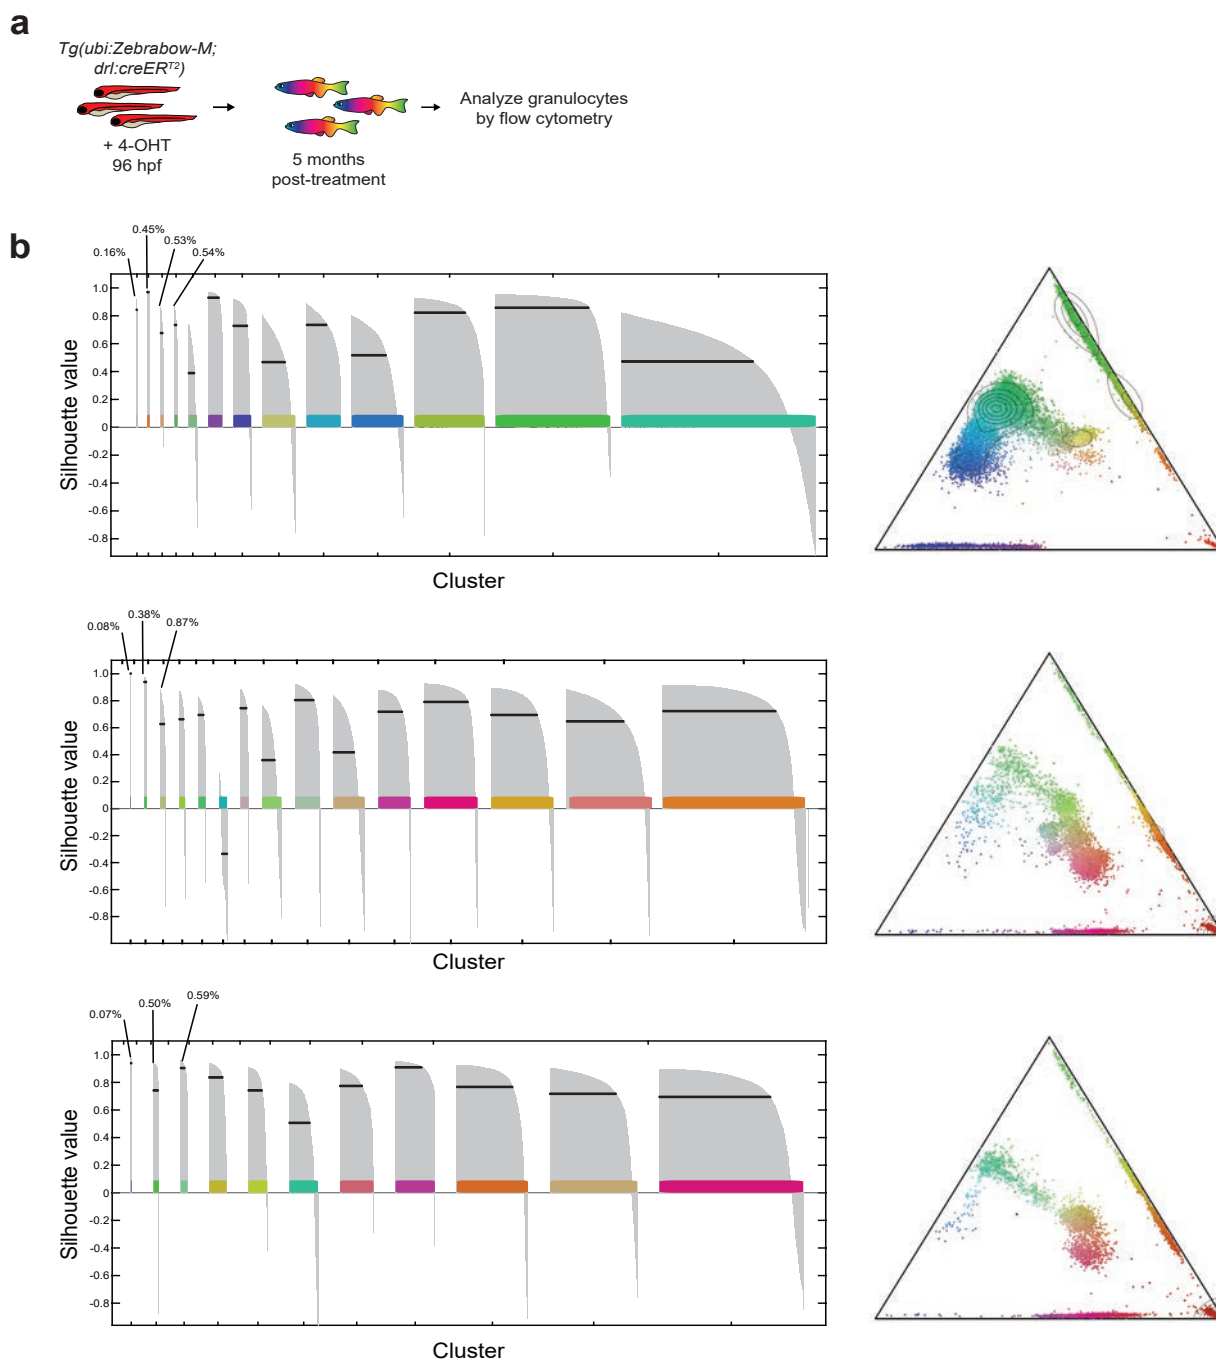 a
Tg(ubi:Zebrabow-M;
drl:creERT2)
+ 4-OHT
96 hpf
5 months
post-treatment
Analyze granulocytes
by flow cytometry
b
0.16%
0.45%
0.53%
0.54%
Silhouette value
1.0
0.8
0.6
0.4
0.2
0
-0.2
-0.4
-0.6
-0.8
Cluster
0.08%
0.38%
0.87%
Silhouette value
1.0
0.8
0.6
0.4
0.2
0
-0.2
-0.4
-0.6
-0.8
Cluster
0.07%
0.50%
0.59%
Silhouette value
1.0
0.8
0.6
0.4
0.2
0
-0.2
-0.4
-0.6
-0.8
Cluster